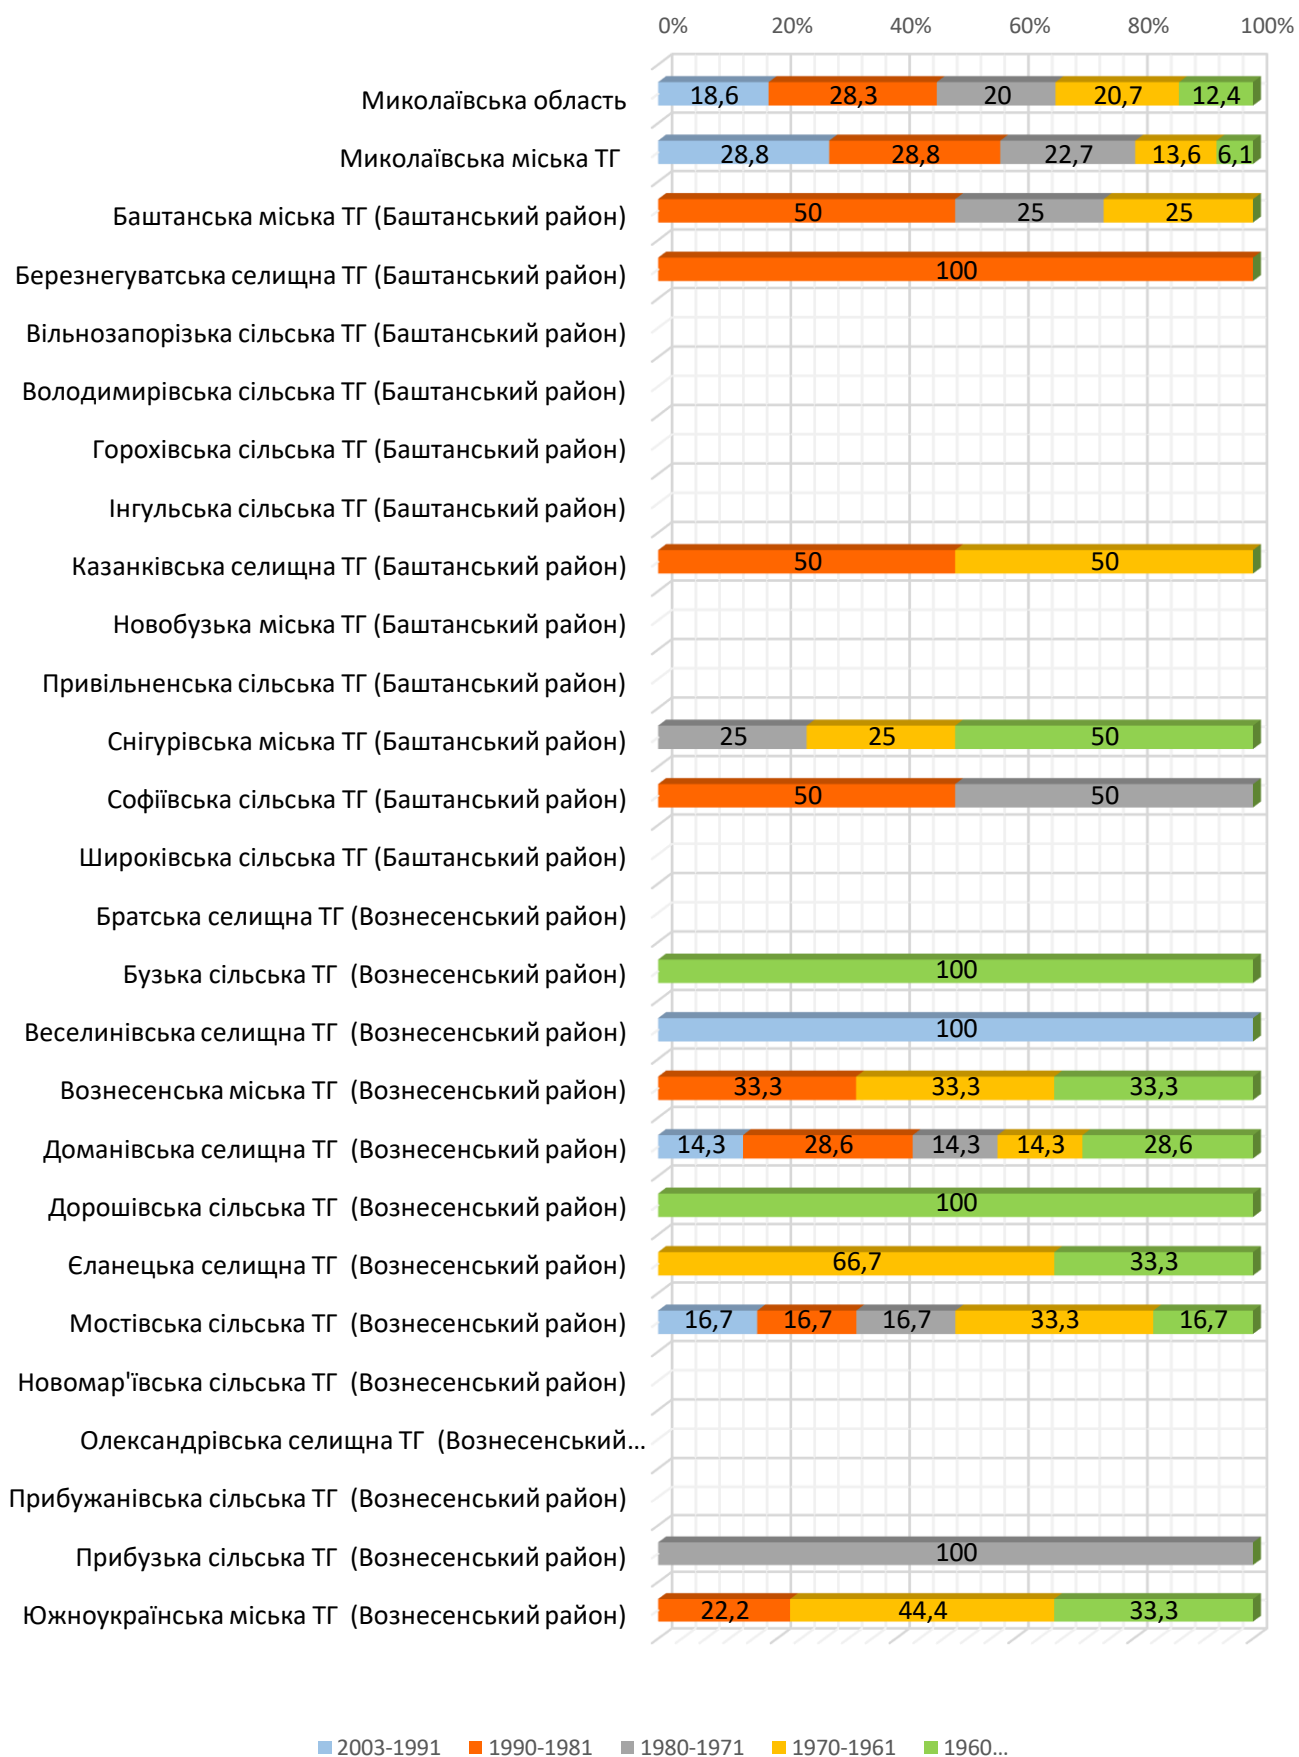 0% 20% 40% 60% 80% 100%
Миколаївська область 18,6 28,3 20 20,7 12,4
Миколаївська міська ТГ 28,8 28,8 22,7 13,6 6,1
Баштанська міська ТГ (Баштанський район) 50 25 25
Березнегуватська селищна ТГ (Баштанський район) 100
Вільнозапорізька сільська ТГ (Баштанський район)
Володимирівська сільська ТГ (Баштанський район)
Горохівська сільська ТГ (Баштанський район)
Інгульська сільська ТГ (Баштанський район)
Казанківська селищна ТГ (Баштанський район) 50 50
Новобузька міська ТГ (Баштанський район)
Привільненська сільська ТГ (Баштанський район)
Снігурівська міська ТГ (Баштанський район) 25 25 50
Софіївська сільська ТГ (Баштанський район) 50 50
Широківська сільська ТГ (Баштанський район)
Братська селищна ТГ (Вознесенський район)
Бузька сільська ТГ (Вознесенський район) 100
Веселинівська селищна ТГ (Вознесенський район) 100
Вознесенська міська ТГ (Вознесенський район) 33,3 33,3 33,3
Доманівська селищна ТГ (Вознесенський район) 14,3 28,6 14,3 14,3 28,6
Дорошівська сільська ТГ (Вознесенський район) 100
Єланецька селищна ТГ (Вознесенський район) 66,7 33,3
Мостівська сільська ТГ (Вознесенський район) 16,7 16,7 16,7 33,3 16,7
Новомар'ївська сільська ТГ (Вознесенський район)
Олександрівська селищна ТГ (Вознесенський...
Прибужанівська сільська ТГ (Вознесенський район)
Прибузька сільська ТГ (Вознесенський район) 100
Южноукраїнська міська ТГ (Вознесенський район) 22,2 44,4 33,3
2003-1991 1990-1981 1980-1971 1970-1961 1960...